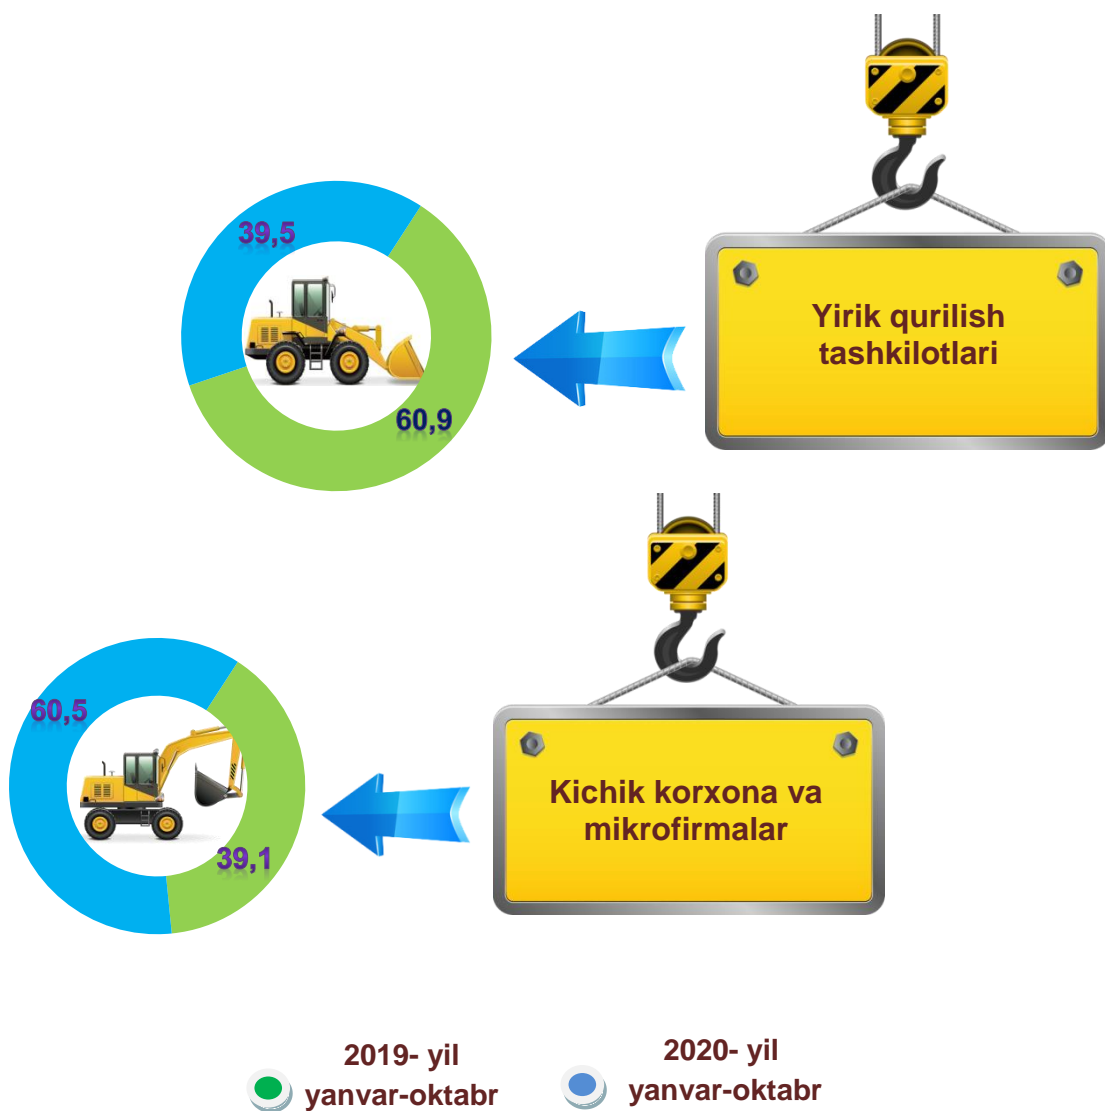 39,5
Yirik qurilish
tashkilotlari
60,9
60,5
Kichik korxona va
mikrofirmalar
39,1
2019- yil
yanvar-oktabr
2020- yil
yanvar-oktabr